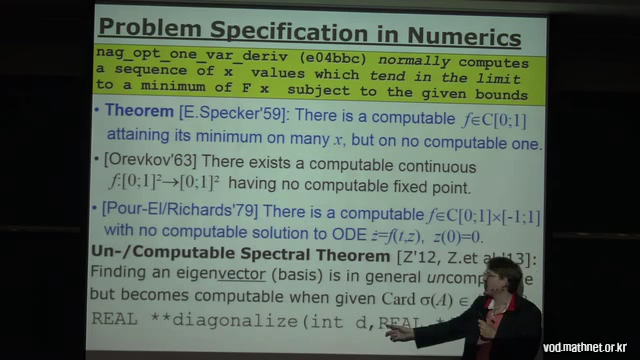 Problem Specification in Numerics
nag_opt_one_var_deriv (e04bbc) normally computes
a sequence of x values which tend in the limit
to a minimum of F x subject to the given bounds
• Theorem [E.Specker'59]: There is a computable f∈C[0;1]
attaining its minimum on many x, but on no computable one.
• [Orevkov'63] There exists a computable continuous
f:[0;1]²→[0;1]² having no computable fixed point.
• [Pour-El/Richards'79] There is a computable f∈C[0;1]×[-1;1]
with no computable solution to ODE ż=f(t,z), z(0)=0.
Un-/Computable Spectral Theorem [Z'12, Z.et al'13]:
Finding an eigenvector (basis) is in general
but becomes computable when given Card σ(A) ∈
REAL **diagonalize(int d,REAL
vod.mathnet.or.kr